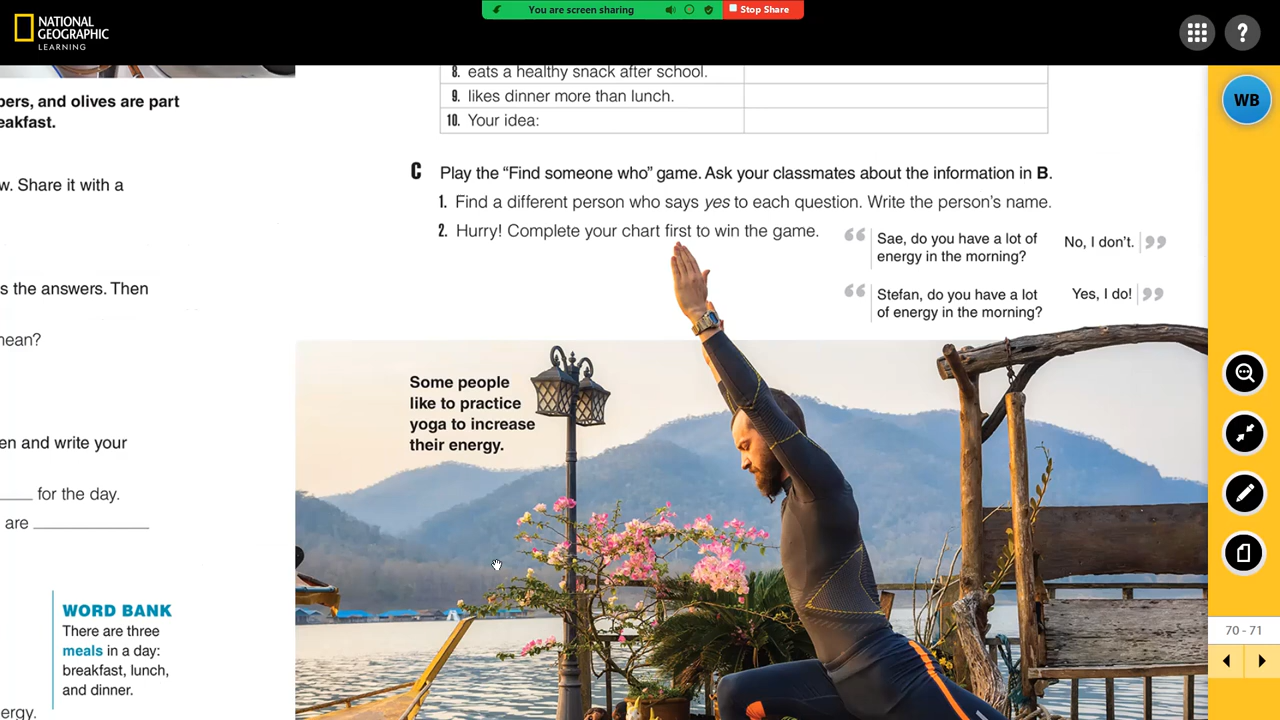 You are screen sharing
Stop Share
NATIONAL
GEOGRAPHIC
LEARNING
?
WB
and olives are part
Share it with a
s the answers. Then
en and write your
____ for the day.
are ______________
WORD BANK
There are three
meals in a day:
breakfast, lunch,
and dinner.
8. eats a healthy snack after school.
9. likes dinner more than lunch.
10. Your idea:
C Play the “Find someone who” game. Ask your classmates about the information in B.
1. Find a different person who says yes to each question. Write the person’s name.
2. Hurry! Complete your chart first to win the game.
“ Sae, do you have a lot of
energy in the morning?
No, I don’t. ”
“ Stefan, do you have a lot
of energy in the morning?
Yes, I do! ”
Some people
like to practice
yoga to increase
their energy.
70 - 71